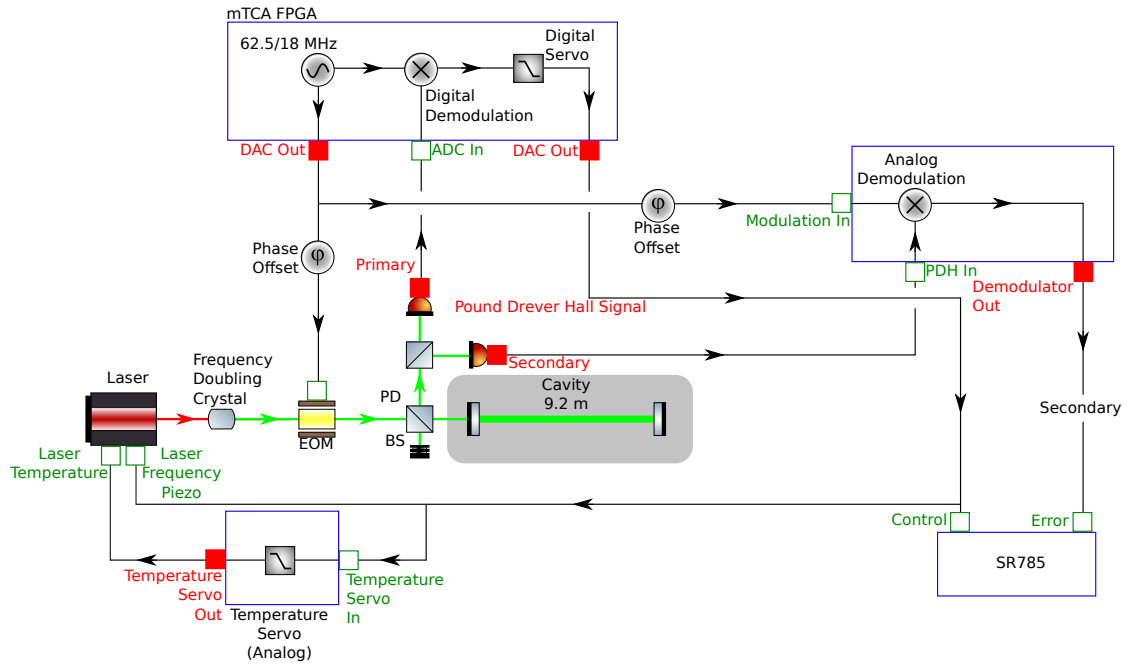 mTCA FPGA
62.5/18 MHz
Digital
Servo
Digital
Demodulation
DAC Out
ADC In
DAC Out
Analog
Demodulation
φ
Phase
Offset
Modulation In
φ
Phase
Offset
Primary
PDH In
Demodulator
Out
Pound Drever Hall Signal
Secondary
Laser
Frequency
Doubling
Crystal
PD
Cavity
9.2 m
Secondary
EOM
BS
Laser
Temperature
Laser
Frequency
Piezo
Control
Error
SR785
Temperature
Servo
Out
Temperature
Servo
In
Temperature
Servo
(Analog)